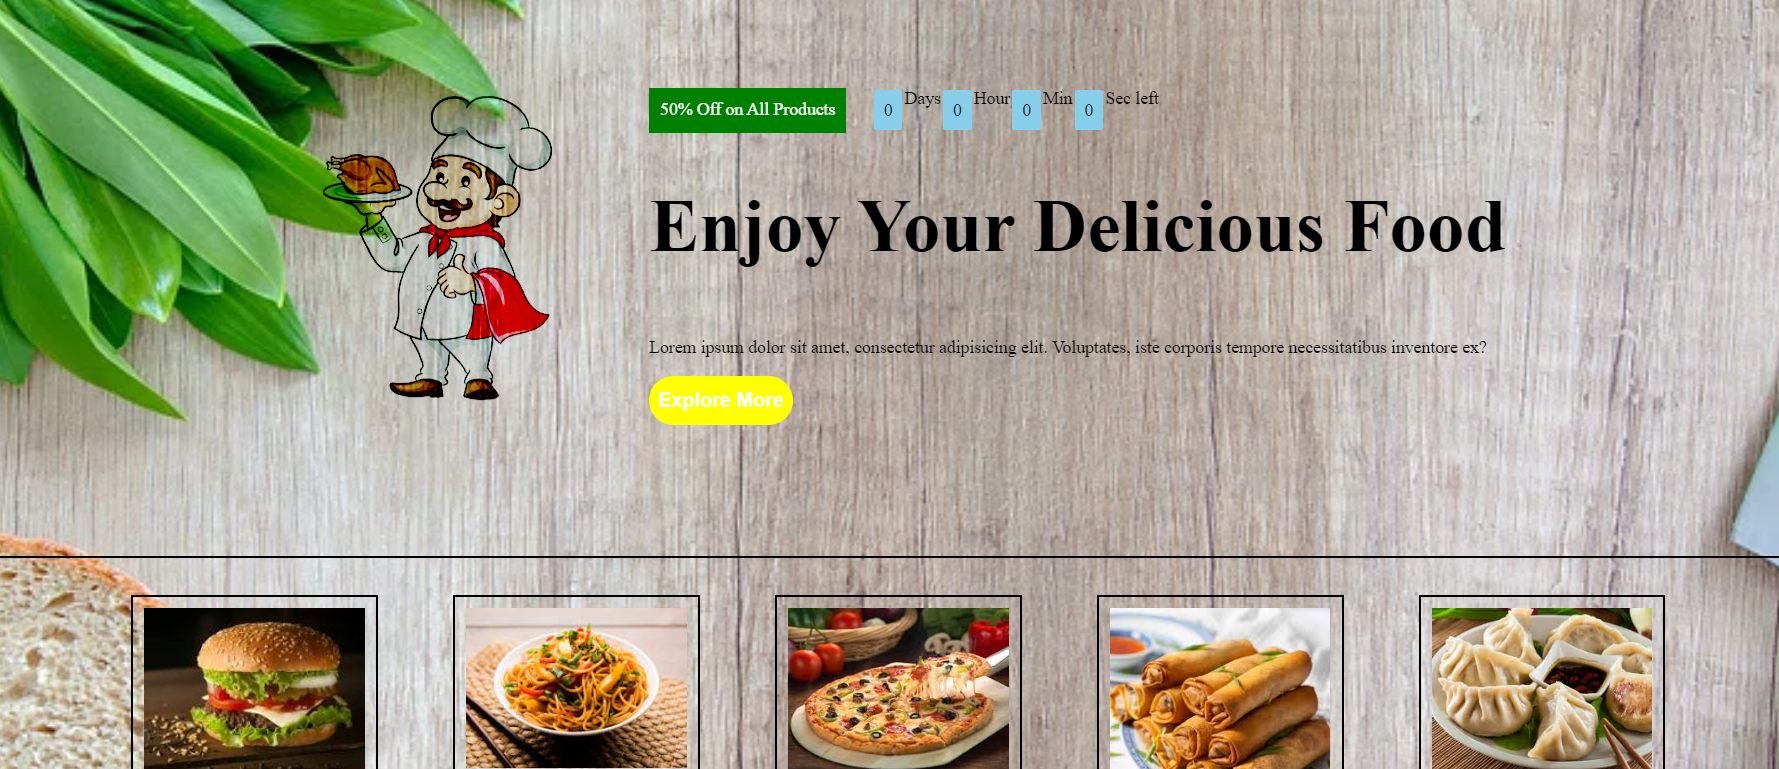 50% Off on All Products 0 Days 0 Hour 0 Min 0 Sec left
Enjoy Your Delicious Food
Lorem ipsum dolor sit amet, consectetur adipisicing elit. Voluptates, iste corporis tempore necessitatibus inventore ex?
Explore More